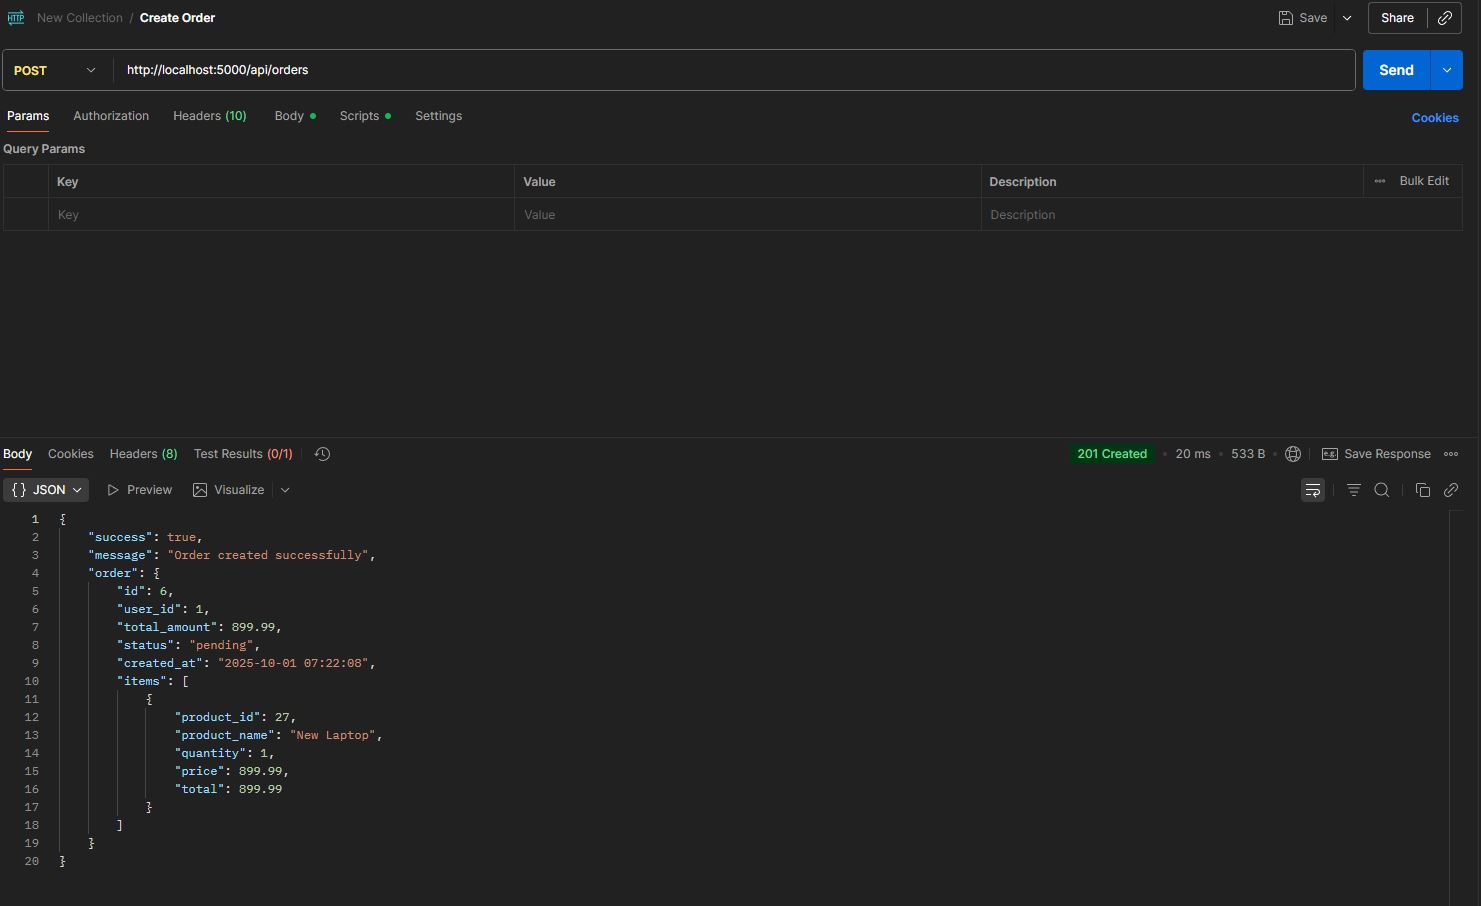 HTTP New Collection / Create Order Save Share
POST http://localhost:5000/api/orders Send
Params Authorization Headers (10) Body Scripts Settings Cookies
Query Params
Key Value Description Bulk Edit
Key Value Description
Body Cookies Headers (8) Test Results (0/1) 201 Created 20 ms 533 B e.g. Save Response
{} JSON Preview Visualize
1 {
2 "success": true,
3 "message": "Order created successfully",
4 "order": {
5 "id": 6,
6 "user_id": 1,
7 "total_amount": 899.99,
8 "status": "pending",
9 "created_at": "2025-10-01 07:22:08",
10 "items": [
11 {
12 "product_id": 27,
13 "product_name": "New Laptop",
14 "quantity": 1,
15 "price": 899.99,
16 "total": 899.99
17 }
18 ]
19 }
20 }